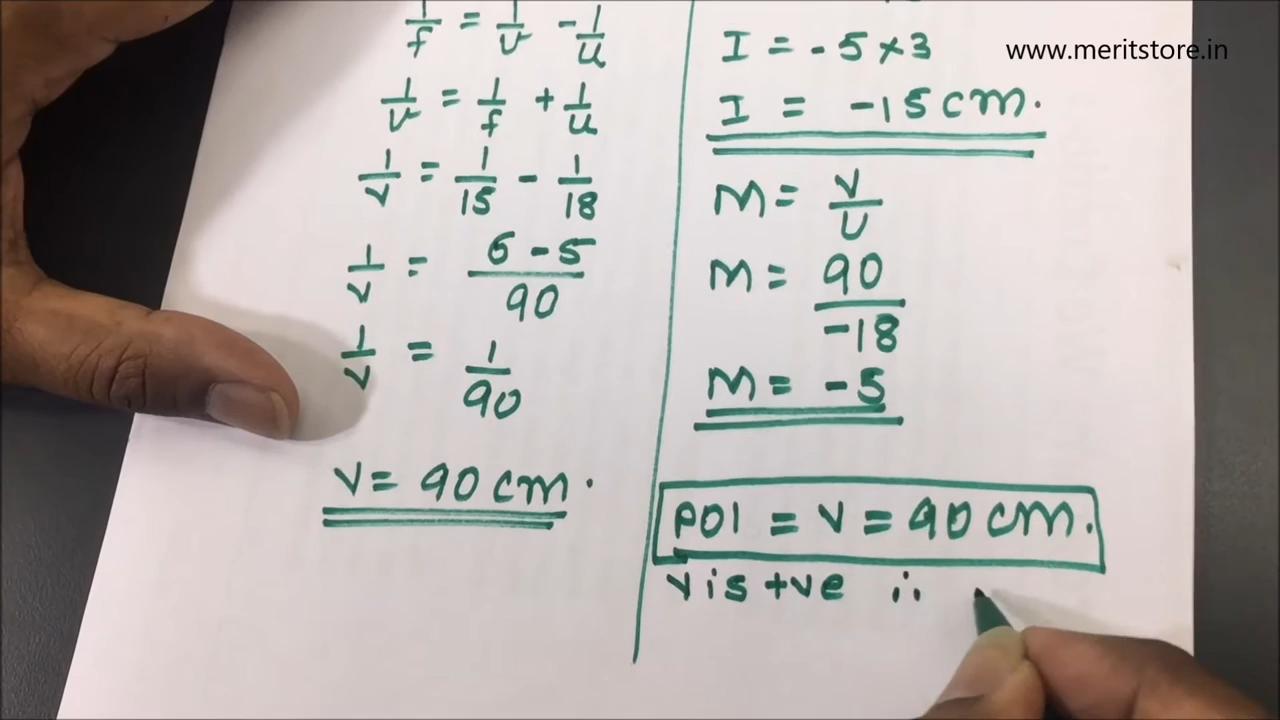 1/f = 1/v - 1/u
1/v = 1/f + 1/u
1/v = 1/15 - 1/18
1/v = 6 - 5/90
1/v = 1/90
v = 90 cm.
www.meritstore.in
I = - 5 × 3
I = -15 cm.
M = v/u
M = 90/-18
M = -5
POI = v = 90 cm.
v is +ve ∴